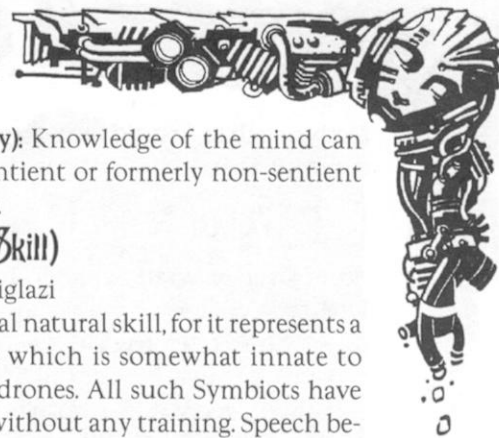 y): Knowledge of the mind can
ntient or formerly non-sentient
Skill)
iglazi
al natural skill, for it represents a
which is somewhat innate to
drones. All such Symbiots have
without any training. Speech be-